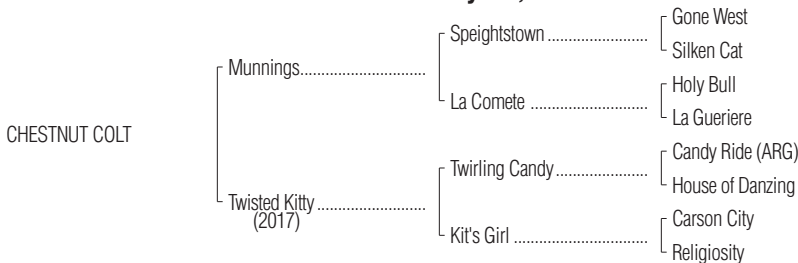 Gone West
Speightstown
Silken Cat
Munnings
Holy Bull
La Comete
La Gueriere
CHESTNUT COLT
Candy Ride (ARG)
Twirling Candy
House of Danzing
Twisted Kitty
(2017)
Carson City
Kit's Girl
Religiosity